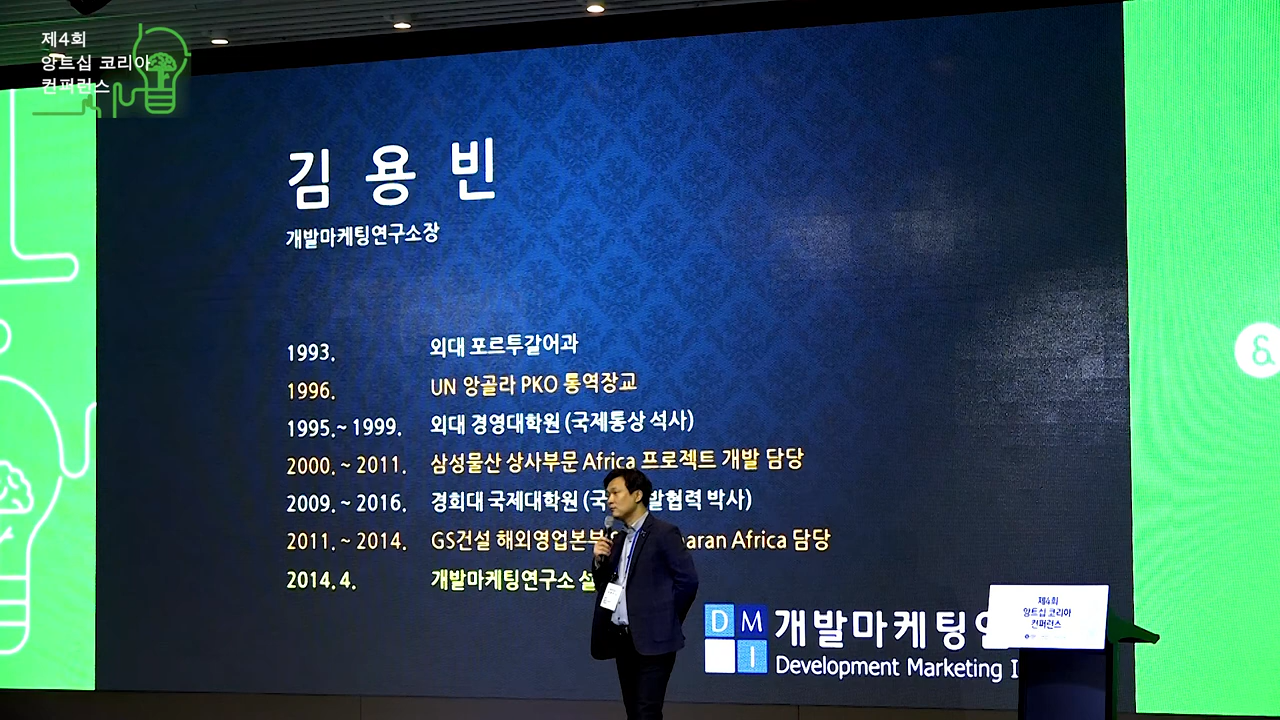 제4회
앙트십 코리아
컨퍼런스
김 용 빈
개발마케팅연구소장
1993. 외대 포르투갈어과
1996. UN 앙골라 PKO 통역장교
1995.~ 1999. 외대 경영대학원 (국제통상 석사)
2000. ~ 2011. 삼성물산 상사부문 Africa 프로젝트 개발 담당
2009. ~ 2016. 경희대 국제대학원 박사)
2011. ~ 2014. GS건설 해외영업본부 Africa 담당
2014. 4. 개발마케팅연구소
D M I
개발마케팅
Development Marketing
제4회
앙트십 코리아
컨퍼런스
&